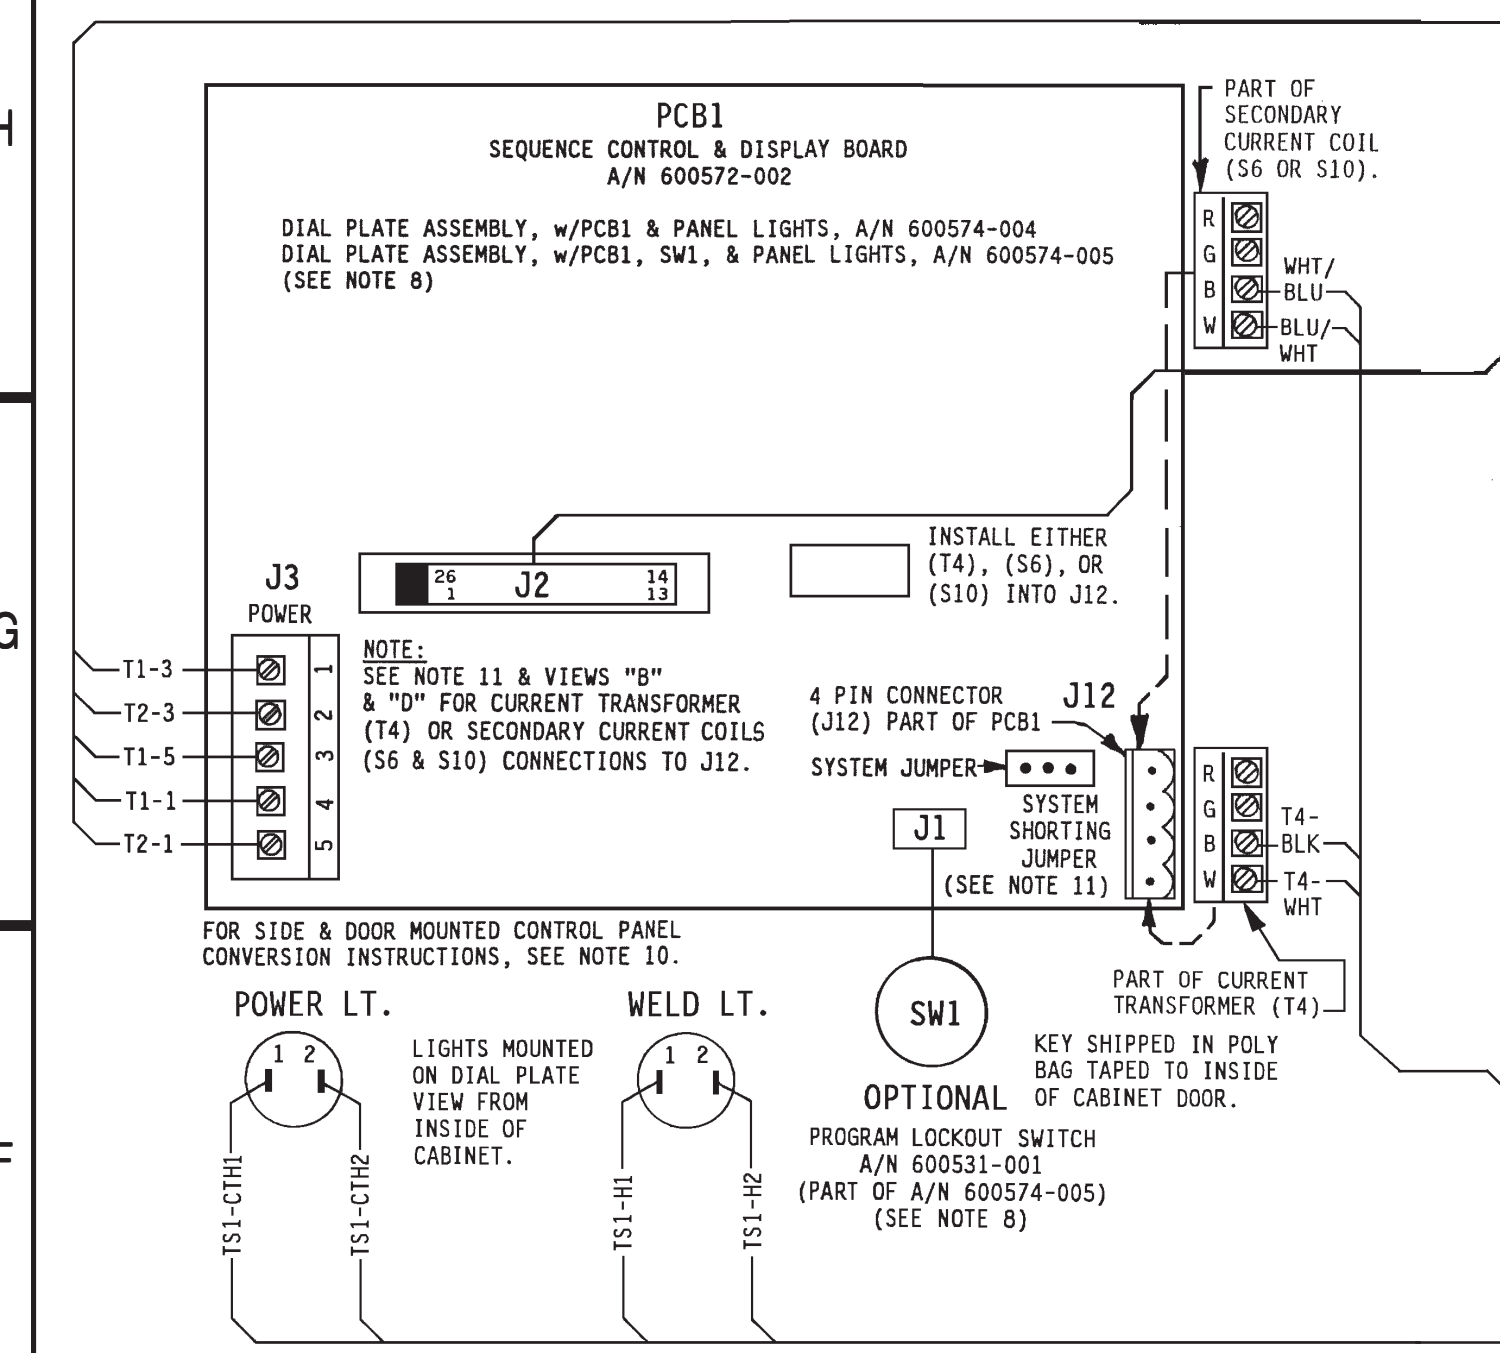 H
G
F
PCB1
SEQUENCE CONTROL & DISPLAY BOARD
A/N 600572-002
DIAL PLATE ASSEMBLY, w/PCB1 & PANEL LIGHTS, A/N 600574-004
DIAL PLATE ASSEMBLY, w/PCB1, SW1, & PANEL LIGHTS, A/N 600574-005
(SEE NOTE 8)
PART OF
SECONDARY
CURRENT COIL
(S6 OR S10).
R
G
B
W
WHT/
BLU
BLU/
WHT
INSTALL EITHER
(T4), (S6), OR
(S10) INTO J12.
J3
POWER
26
1
J2
14
13
T1-3
T2-3
T1-5
T1-1
T2-1
1
2
3
4
5
NOTE:
SEE NOTE 11 & VIEWS "B"
& "D" FOR CURRENT TRANSFORMER
(T4) OR SECONDARY CURRENT COILS
(S6 & S10) CONNECTIONS TO J12.
4 PIN CONNECTOR
(J12) PART OF PCB1
J12
SYSTEM JUMPER
SYSTEM
SHORTING
JUMPER
(SEE NOTE 11)
J1
R
G
B
W
T4-
BLK
T4-
WHT
FOR SIDE & DOOR MOUNTED CONTROL PANEL
CONVERSION INSTRUCTIONS, SEE NOTE 10.
PART OF CURRENT
TRANSFORMER (T4)
POWER LT.
1 2
LIGHTS MOUNTED
ON DIAL PLATE
VIEW FROM
INSIDE OF
CABINET.
WELD LT.
1 2
SW1
KEY SHIPPED IN POLY
BAG TAPED TO INSIDE
OF CABINET DOOR.
OPTIONAL
PROGRAM LOCKOUT SWITCH
A/N 600531-001
(PART OF A/N 600574-005)
(SEE NOTE 8)
TS1-CTH1
TS1-CTH2
TS1-H1
TS1-H2